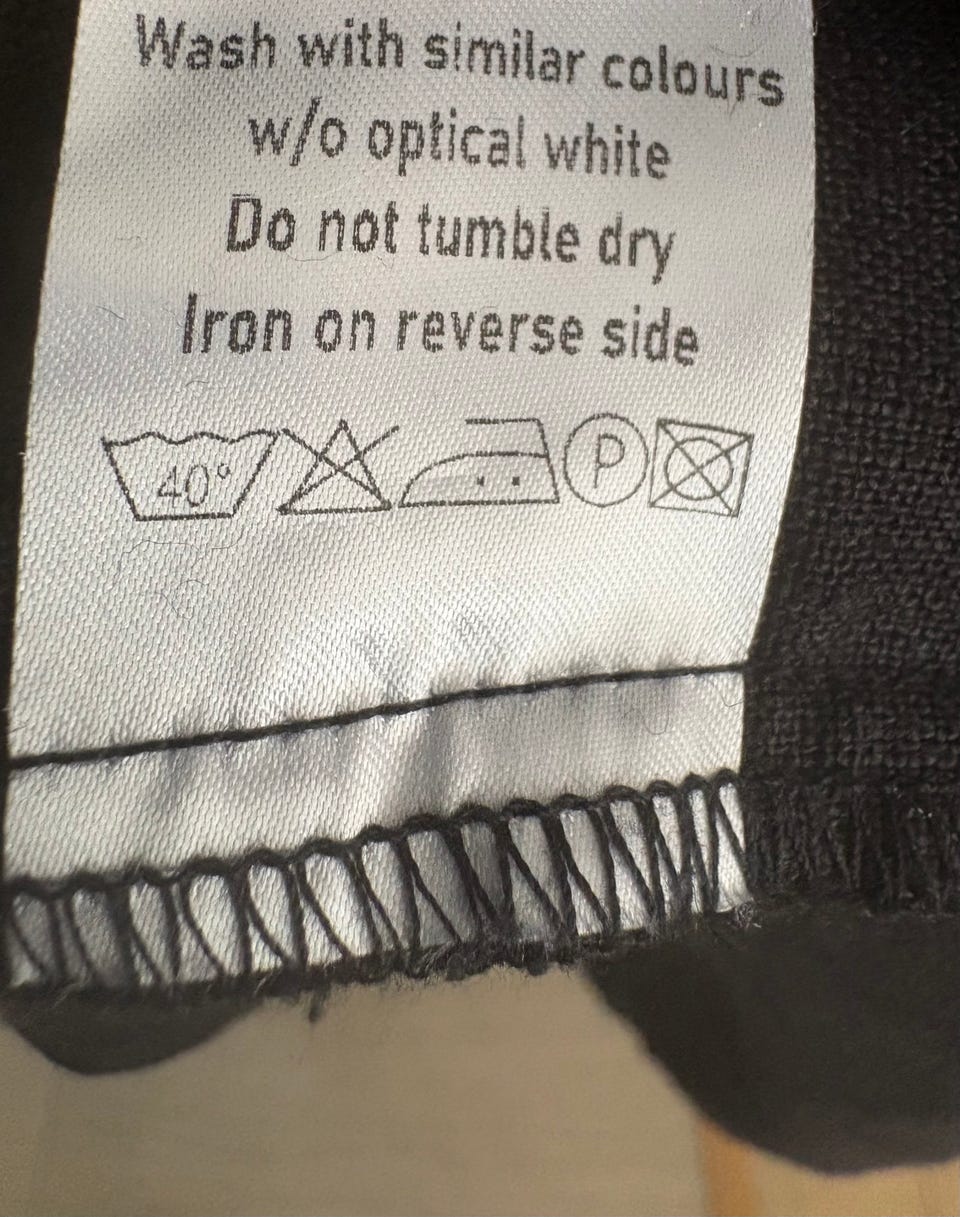 Wash with similar colours
w/o optical white
Do not tumble dry
Iron on reverse side
40° P